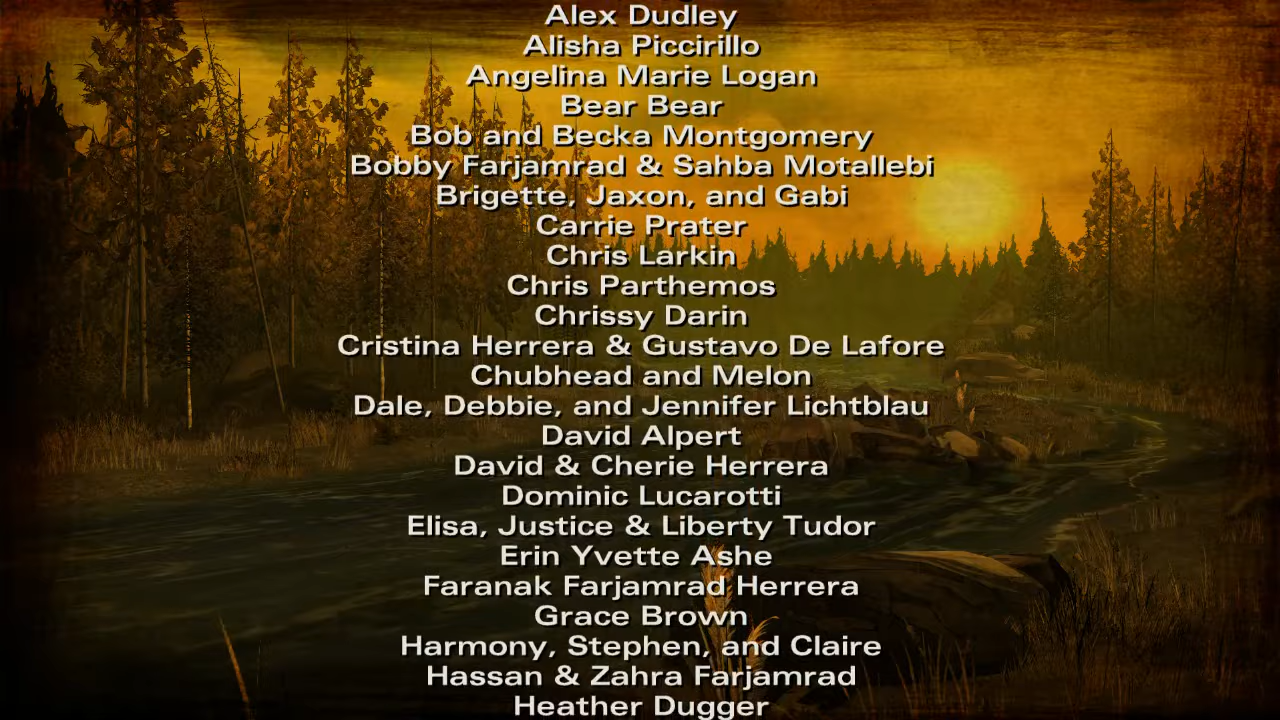 Alex Dudley
Alisha Piccirillo
Angelina Marie Logan
Bear Bear
Bob and Becka Montgomery
Bobby Farjamrad & Sahba Motallebi
Brigette, Jaxon, and Gabi
Carrie Prater
Chris Larkin
Chris Parthemos
Chrissy Darin
Cristina Herrera & Gustavo De Lafore
Chubhead and Melon
Dale, Debbie, and Jennifer Lichtblau
David Alpert
David & Cherie Herrera
Dominic Lucarotti
Elisa, Justice & Liberty Tudor
Erin Yvette Ashe
Faranak Farjamrad Herrera
Grace Brown
Harmony, Stephen, and Claire
Hassan & Zahra Farjamrad
Heather Dugger